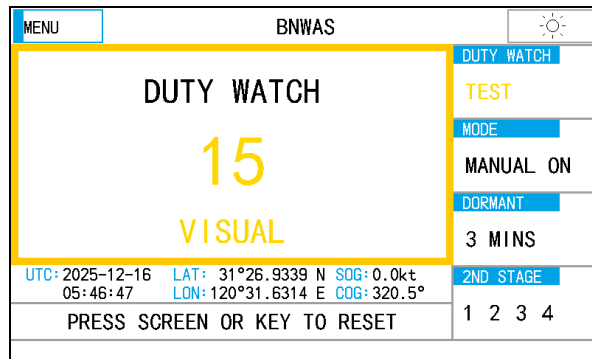 MENU
BNWAS
DUTY WATCH
15
VISUAL
DUTY WATCH
TEST
MODE
MANUAL ON
DORMANT
3 MINS
2ND STAGE
1 2 3 4
UTC: 2025-12-16 LAT: 31°26.9339 N SOG: 0.0kt
05:46:47 LON: 120°31.6314 E COG: 320.5°
PRESS SCREEN OR KEY TO RESET